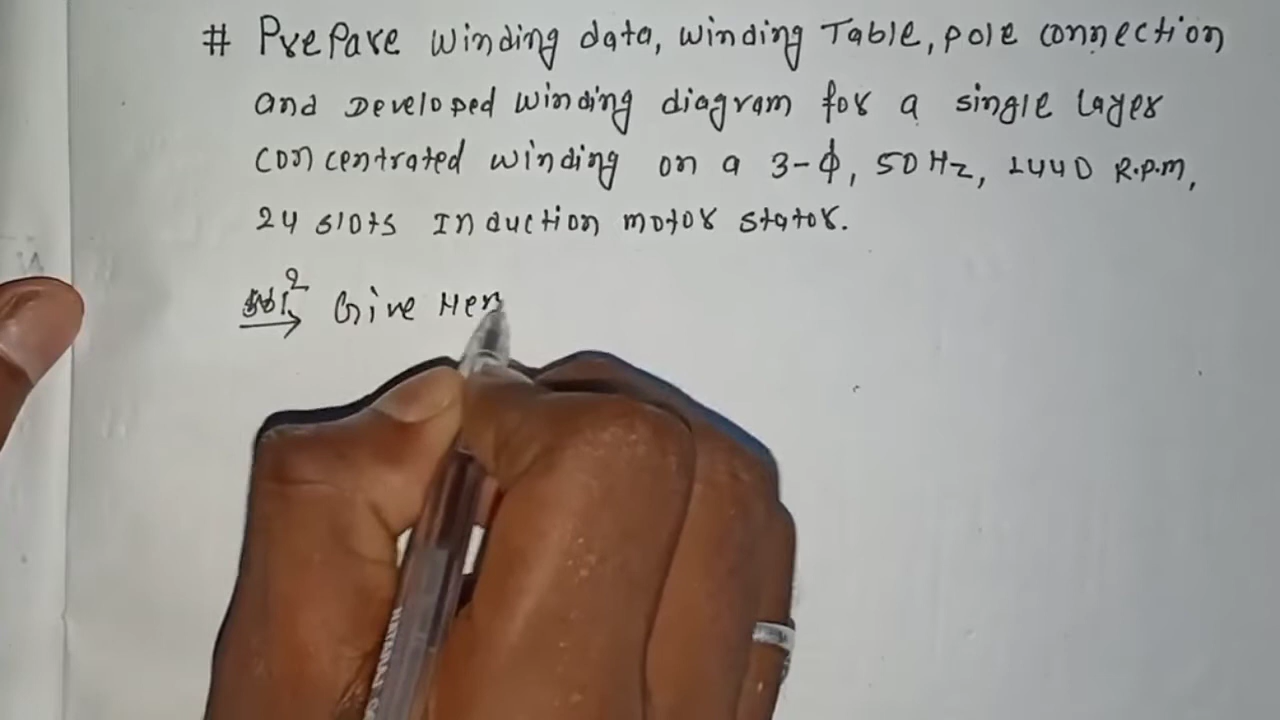 # Prepare winding data, winding Table, pole connection
and Developed winding diagram for a single layer
concentrated winding on a 3-ϕ, 50 Hz, 1440 R.p.m,
24 slots Induction motor stator.
Give Hen